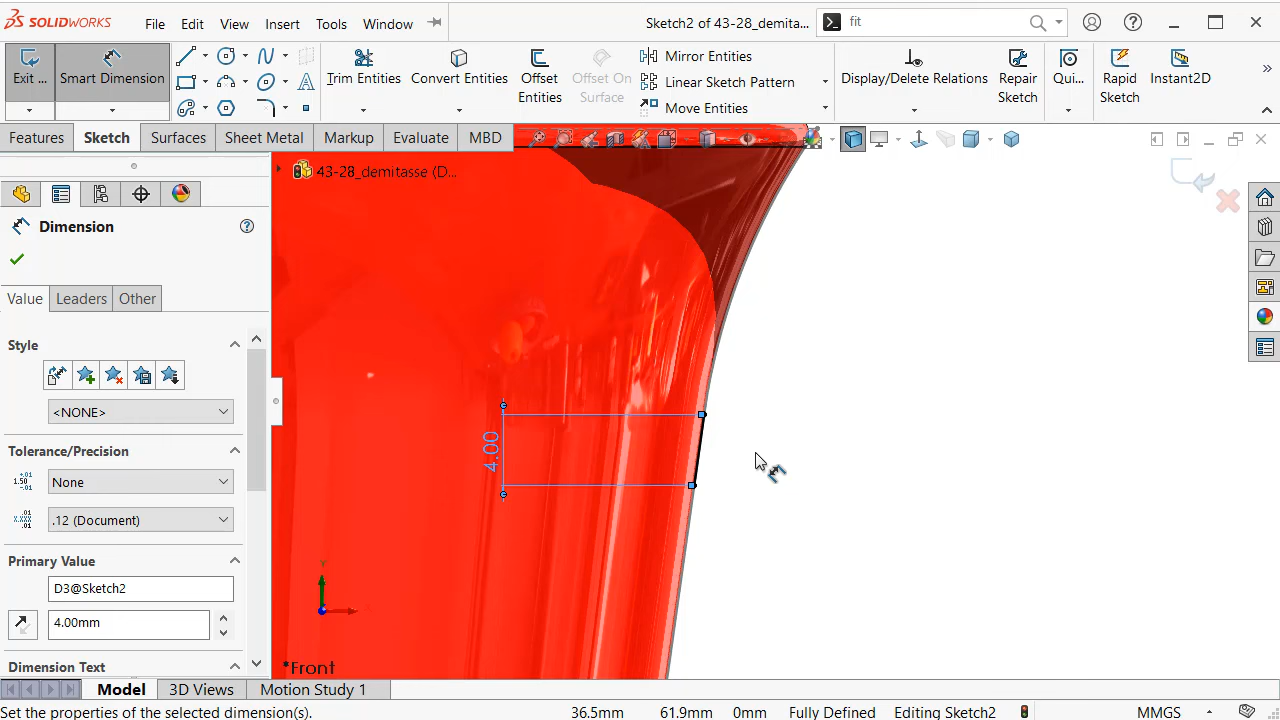 SOLIDWORKS
File
Edit
View
Insert
Tools
Window
Sketch2 of 43-28_demita...
fit
Exit ...
Smart Dimension
Trim Entities
Convert Entities
Offset
Entities
Offset On
Surface
Mirror Entities
Linear Sketch Pattern
Move Entities
Display/Delete Relations
Repair
Sketch
Qui...
Rapid
Sketch
Instant2D
Features
Sketch
Surfaces
Sheet Metal
Markup
Evaluate
MBD
43-28_demitasse (D...
Dimension
Value
Leaders
Other
Style
<NONE>
Tolerance/Precision
None
.12 (Document)
Primary Value
D3@Sketch2
4.00mm
Dimension Text
4.00
Y
*Front
Model
3D Views
Motion Study 1
Set the properties of the selected dimension(s).
36.5mm
61.9mm
0mm
Fully Defined
Editing Sketch2
MMGS